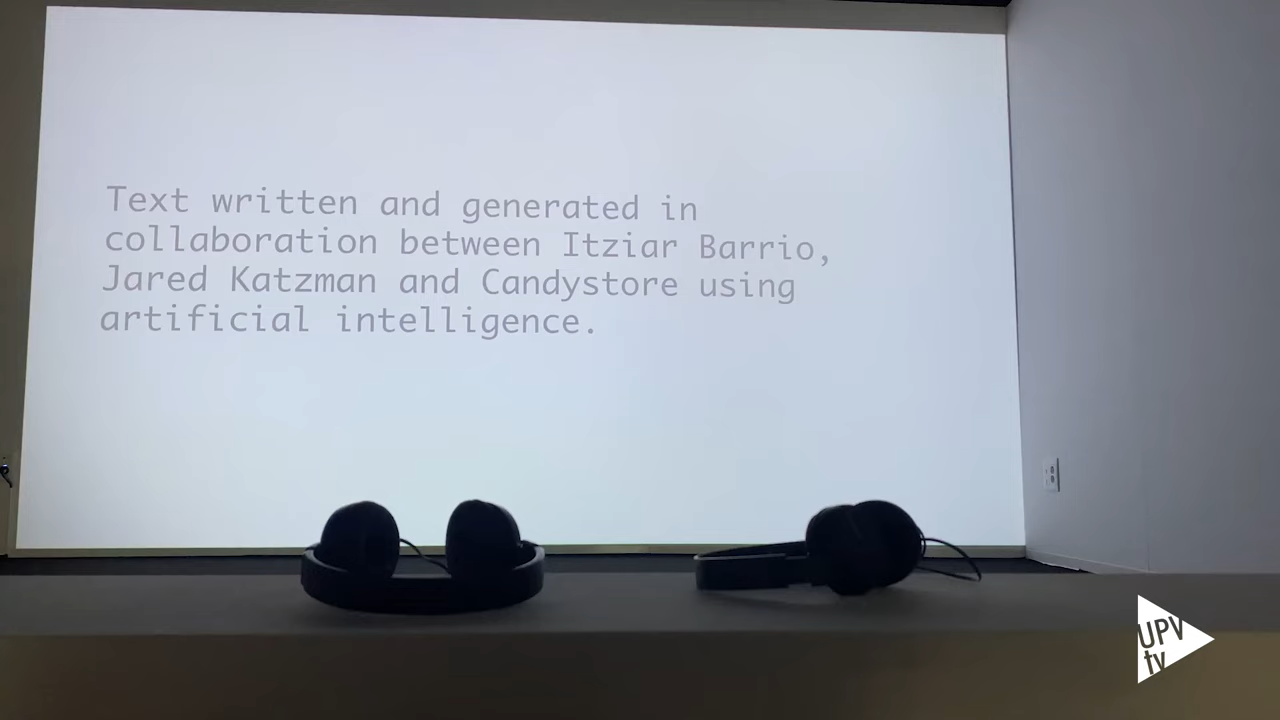 Text written and generated in
collaboration between Itziar Barrio,
Jared Katzman and Candystore using
artificial intelligence.
UPV
tv